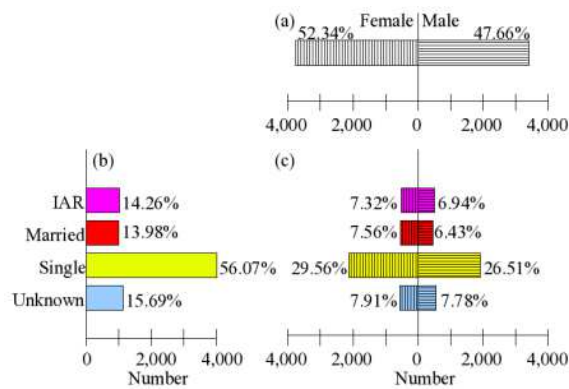 (a) Female Male
52.34% 47.66%
4,000 2,000 0 2,000 4,000
(b) (c)
IAR 14.26% 7.32% 6.94%
Married 13.98% 7.56% 6.43%
Single 56.07% 29.56% 26.51%
Unknown 15.69% 7.91% 7.78%
0 2,000 4,000 4,000 2,000 0 2,000 4,000
Number Number